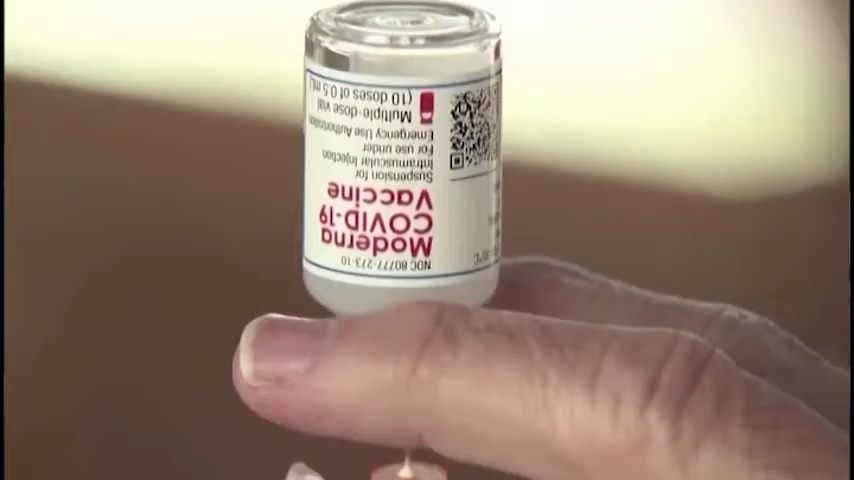 NDC 80777-273-10
Moderna
COVID-19
Vaccine
Suspension for
Intramuscular Injection
For use under
Emergency Use Authorization
Multiple-dose vial
(10 doses of 0.5 mL)